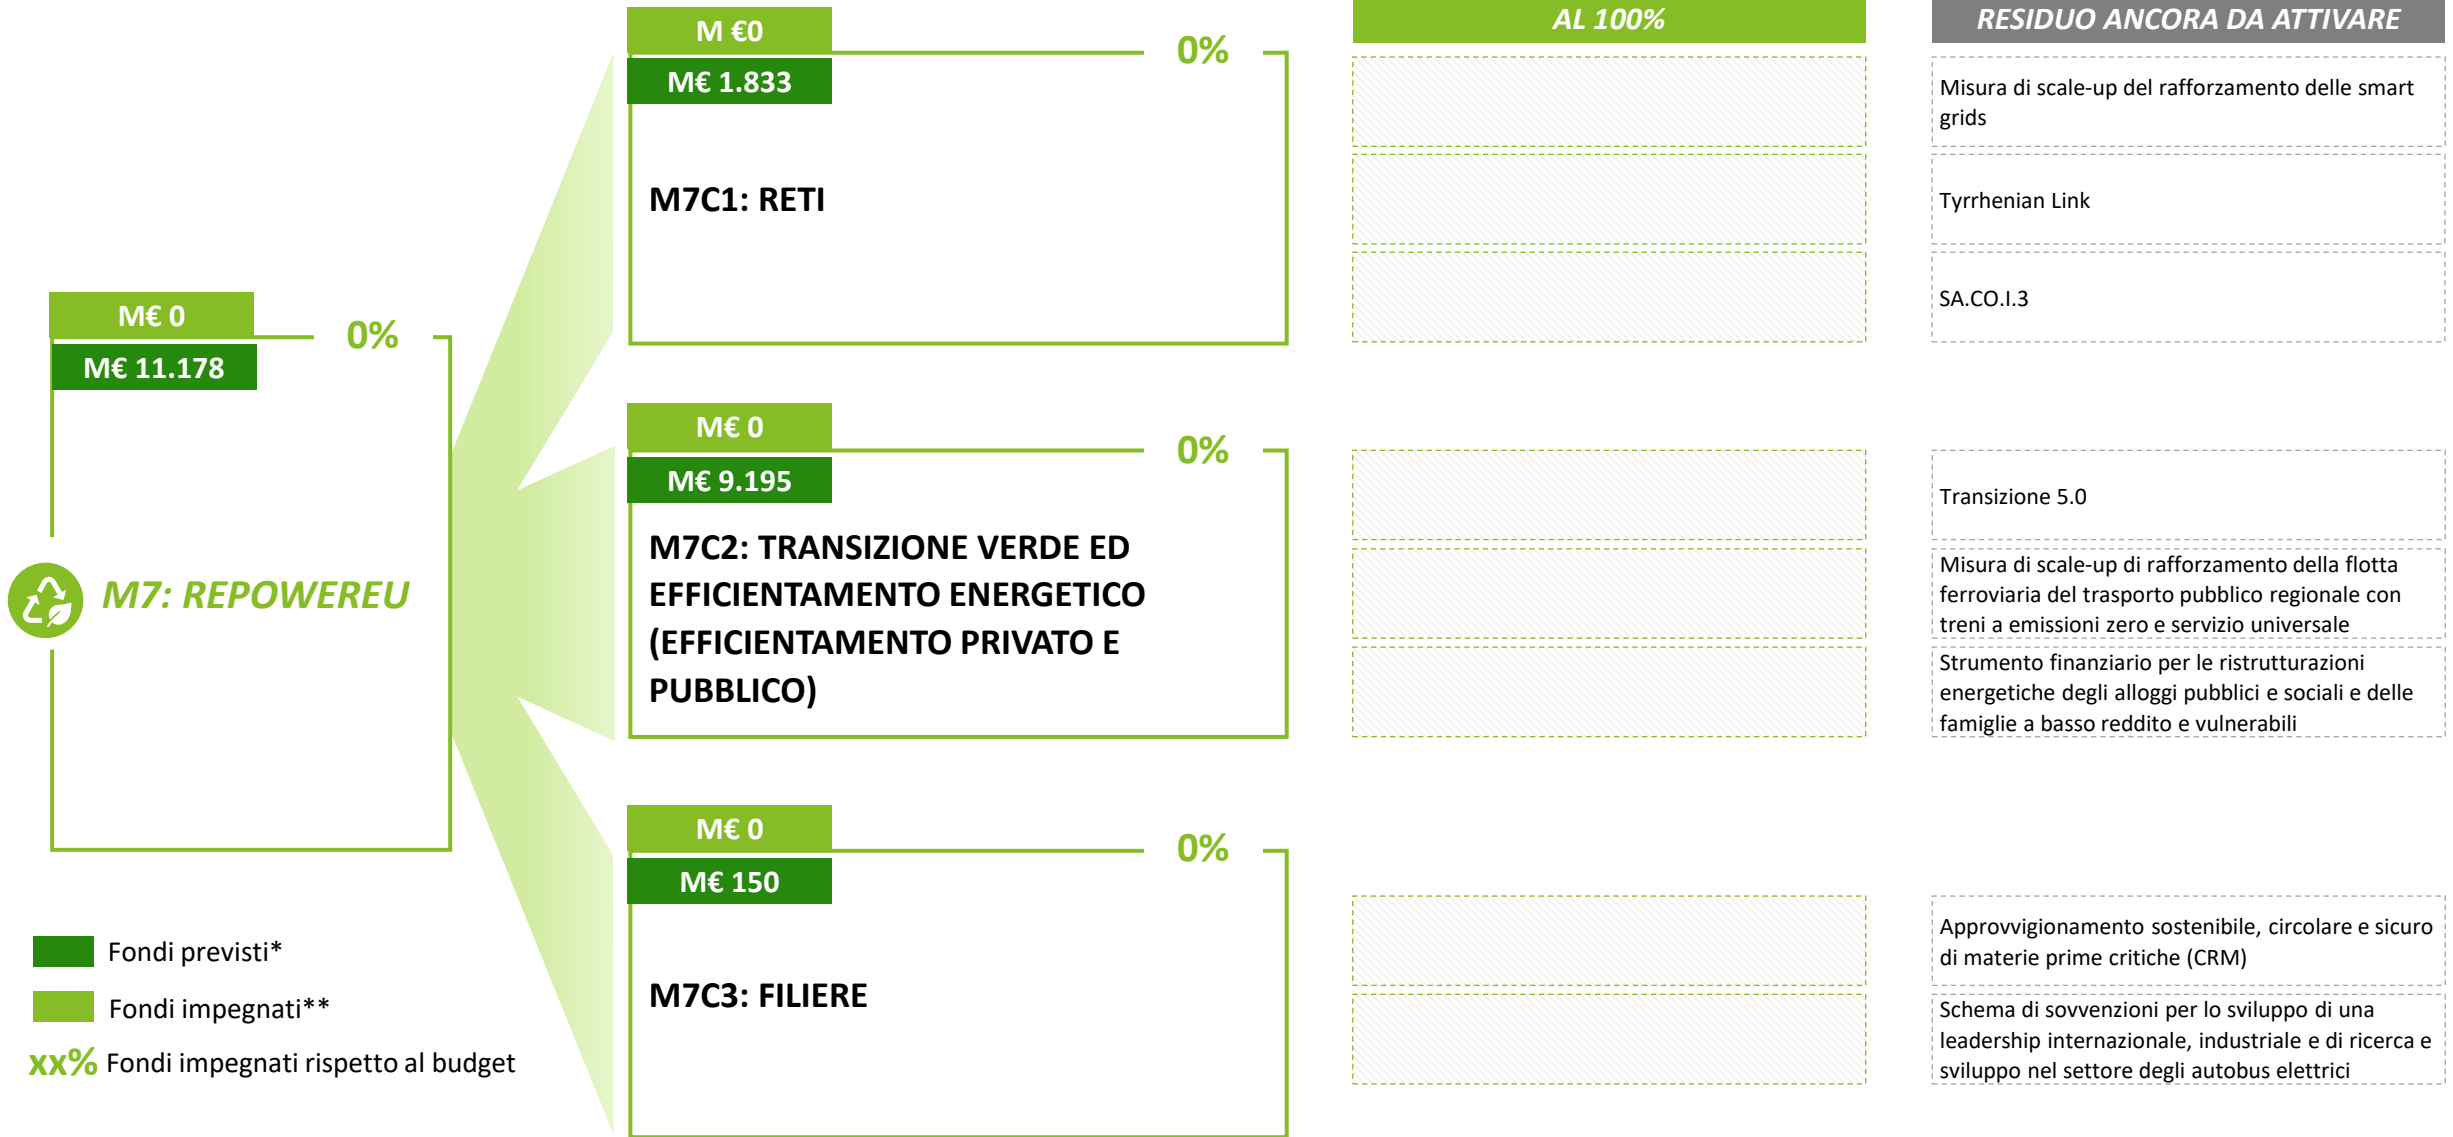 AL 100%
RESIDUO ANCORA DA ATTIVARE
M €0
0%
M€ 1.833
M7C1: RETI
Misura di scale-up del rafforzamento delle smart
grids
Tyrrhenian Link
SA.CO.I.3
M€ 0
0%
M€ 11.178
M7: REPOWEREU
M€ 0
0%
M€ 9.195
M7C2: TRANSIZIONE VERDE ED
EFFICIENTAMENTO ENERGETICO
(EFFICIENTAMENTO PRIVATO E
PUBBLICO)
Transizione 5.0
Misura di scale-up di rafforzamento della flotta
ferroviaria del trasporto pubblico regionale con
treni a emissioni zero e servizio universale
Strumento finanziario per le ristrutturazioni
energetiche degli alloggi pubblici e sociali e delle
famiglie a basso reddito e vulnerabili
M€ 0
0%
M€ 150
M7C3: FILIERE
Approvvigionamento sostenibile, circolare e sicuro
di materie prime critiche (CRM)
Schema di sovvenzioni per lo sviluppo di una
leadership internazionale, industriale e di ricerca e
sviluppo nel settore degli autobus elettrici
Fondi previsti*
Fondi impegnati**
xx% Fondi impegnati rispetto al budget